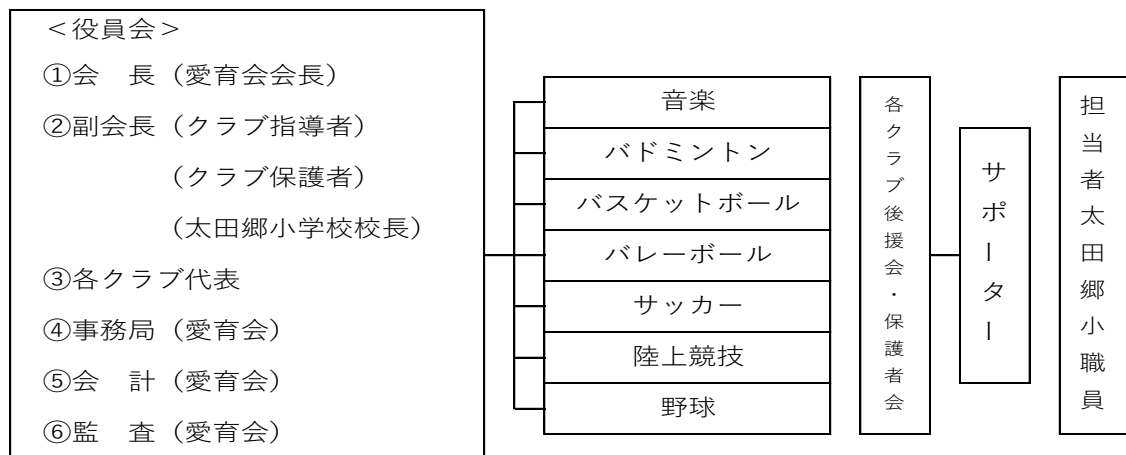 ＜役員会＞
①会　長（愛育会会長）
②副会長（クラブ指導者）
（クラブ保護者）
（太田郷小学校校長）
③各クラブ代表
④事務局（愛育会）
⑤会　計（愛育会）
⑥監　査（愛育会）
音楽
バドミントン
バスケットボール
バレーボール
サッカー
陸上競技
野球
各クラブ後援会・保護者会
サポーター
担当者太田郷小職員